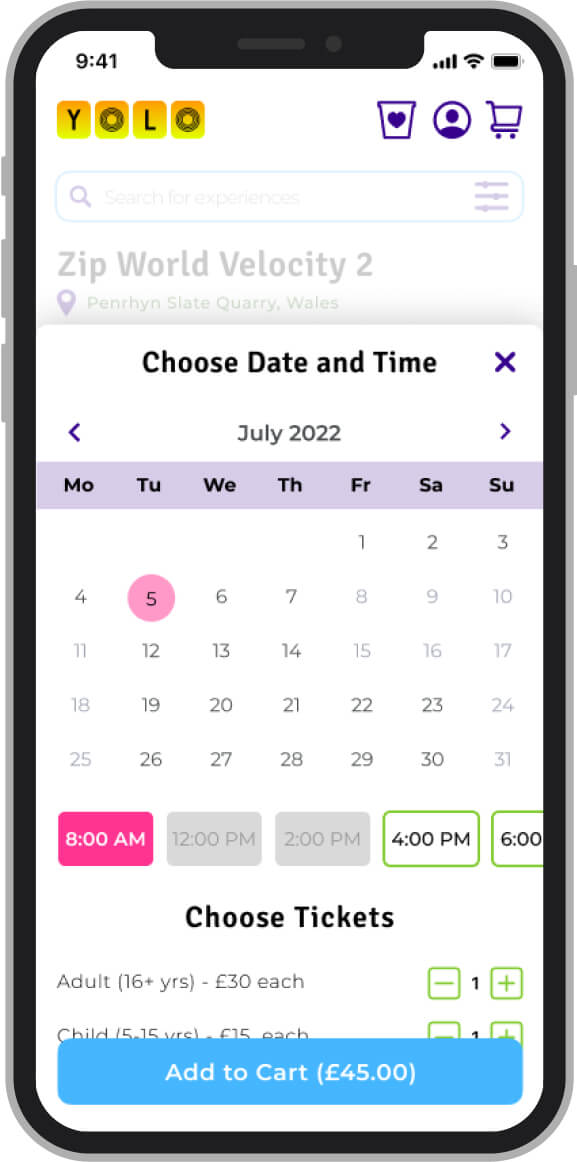 9:41
YOLO
Search for experiences
Zip World Velocity 2
Penrhyn Slate Quarry, Wales
Choose Date and Time
July 2022
Mo Tu We Th Fr Sa Su
1 2 3
4 5 6 7 8 9 10
11 12 13 14 15 16 17
18 19 20 21 22 23 24
25 26 27 28 29 30 31
8:00 AM 12:00 PM 2:00 PM 4:00 PM 6:00
Choose Tickets
Adult (16+ yrs) - £30 each 1
Child (5-15 yrs) - £15 each 1
Add to Cart (£45.00)